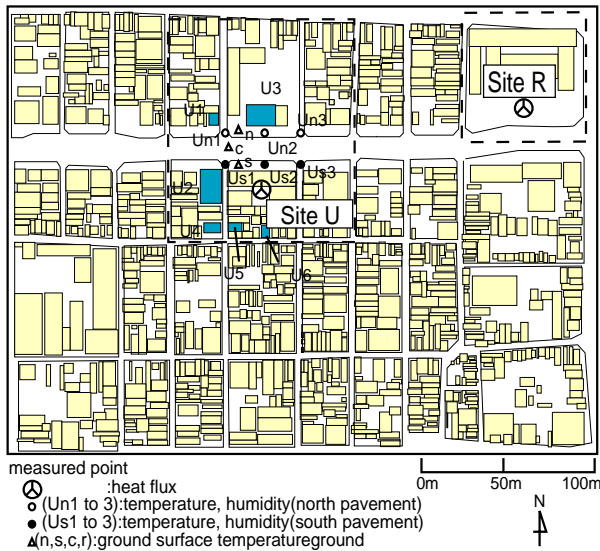 Site R
U3
U1
n
Un3
Un1
c
Un2
s
Us1
Us2
Us3
U2
Site U
U4
U5
U6
measured point
:heat flux
(Un1 to 3):temperature, humidity(north pavement)
(Us1 to 3):temperature, humidity(south pavement)
(n,s,c,r):ground surface temperatureground
0m 50m 100m
N